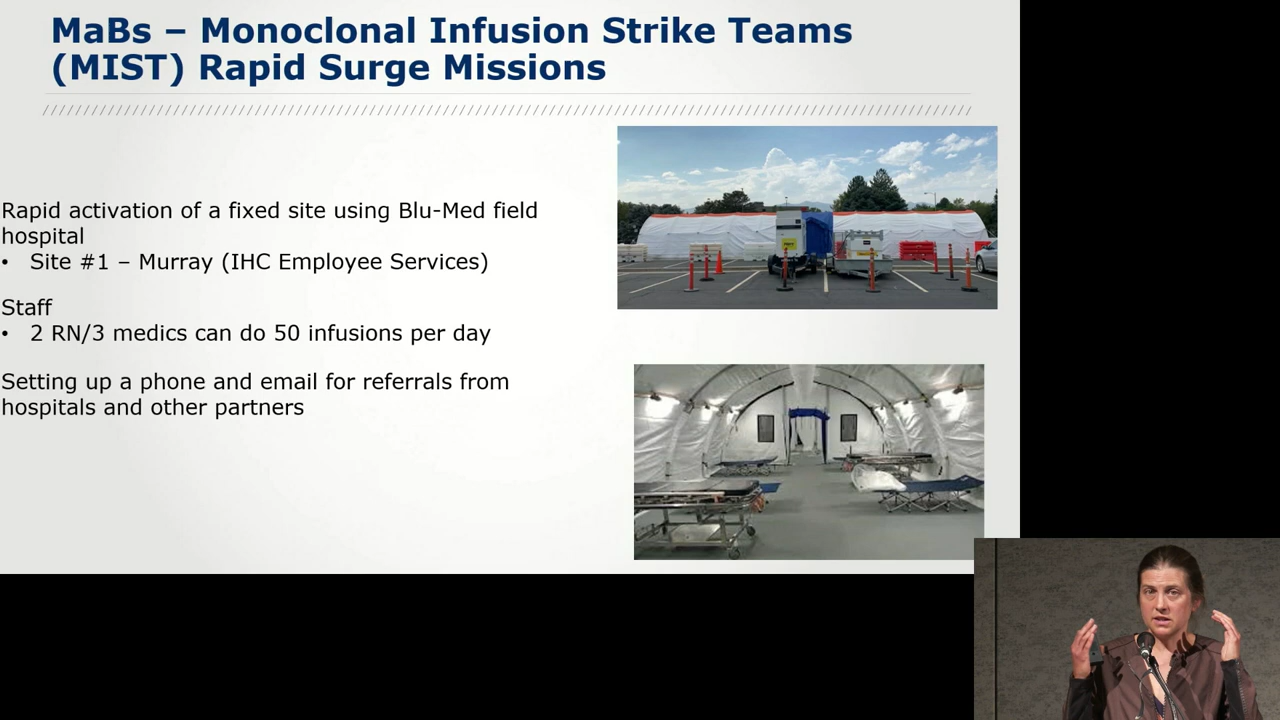 MaBs – Monoclonal Infusion Strike Teams
(MIST) Rapid Surge Missions
Rapid activation of a fixed site using Blu-Med field
hospital
• Site #1 – Murray (IHC Employee Services)
Staff
• 2 RN/3 medics can do 50 infusions per day
Setting up a phone and email for referrals from
hospitals and other partners